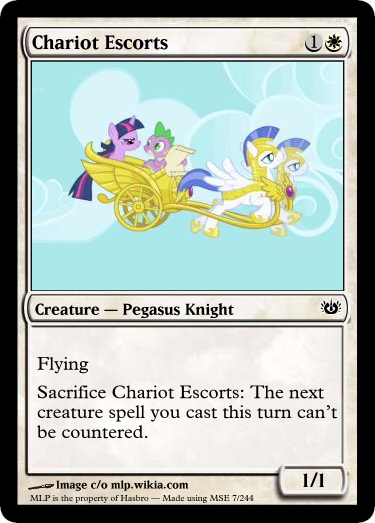 Chariot Escorts 1
Creature — Pegasus Knight
Flying
Sacrifice Chariot Escorts: The next
creature spell you cast this turn can't
be countered.
Image c/o mlp.wikia.com
1/1
MLP is the property of Hasbro — Made using MSE 7/244